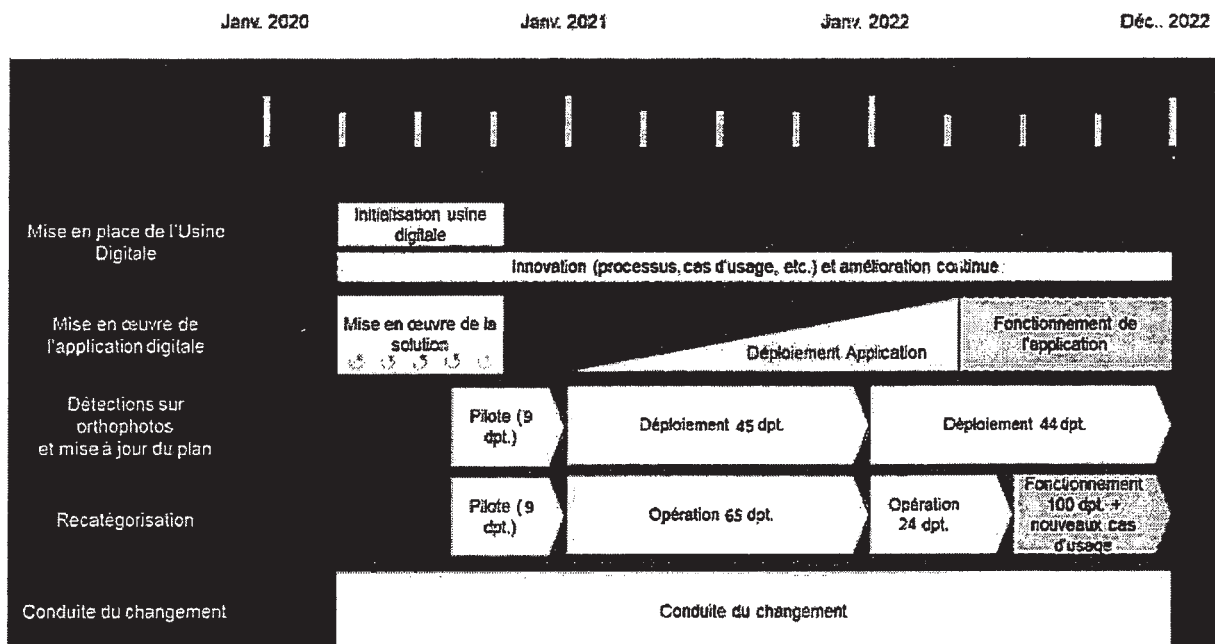 Janv. 2020 Janv. 2021 Janv. 2022 Déc.. 2022
Mise en place de l'Usine
Digitale
Initialisation usine
digitale
Innovation (processus, cas d'usage, etc.) et amélioration continue
Mise en œuvre de
l'application digitale
Mise en œuvre de la
solution
Déploiement Application
Fonctionnement de
l'application
Détections sur
orthophotos
et mise à jour du plan
Pilote (9
dpt.)
Déploiement 45 dpt.
Déploiement 44 dpt.
Recatégorisation
Pilote (9
dpt.)
Opération 65 dpt.
Opération
24 dpt.
Fonctionnement
100 dpt. +
nouveaux cas
d'usage
Conduite du changement
Conduite du changement